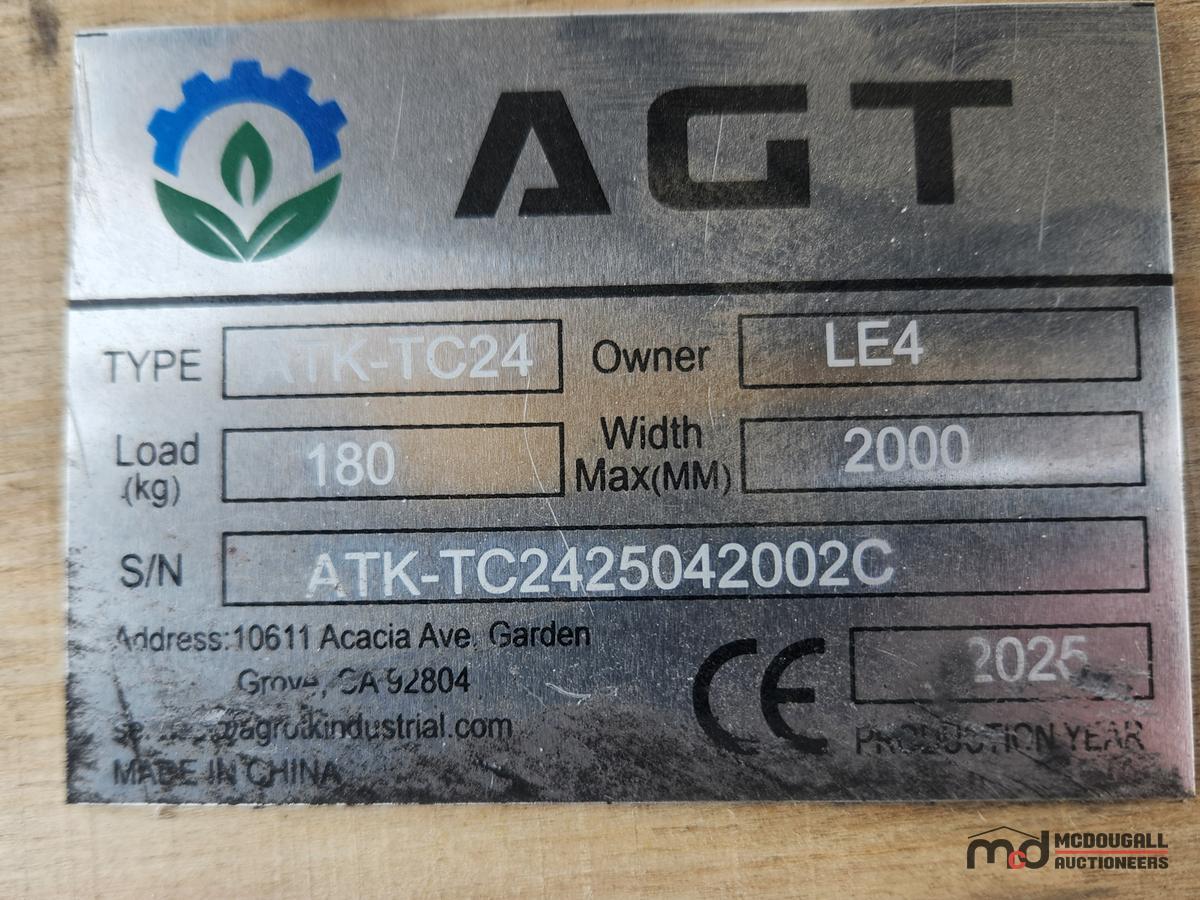 AGT
TYPE ATK-TC24 Owner LE4
Load (kg) 180 Width Max(MM) 2000
S/N ATK-TC2425042002C
Address:10611 Acacia Ave, Garden
Grove, CA 92804
@agrotkindustrial.com
MADE IN CHINA
CE 2025
PRODUCTION YEAR
mcd MCDOUGALL
AUCTIONEERS